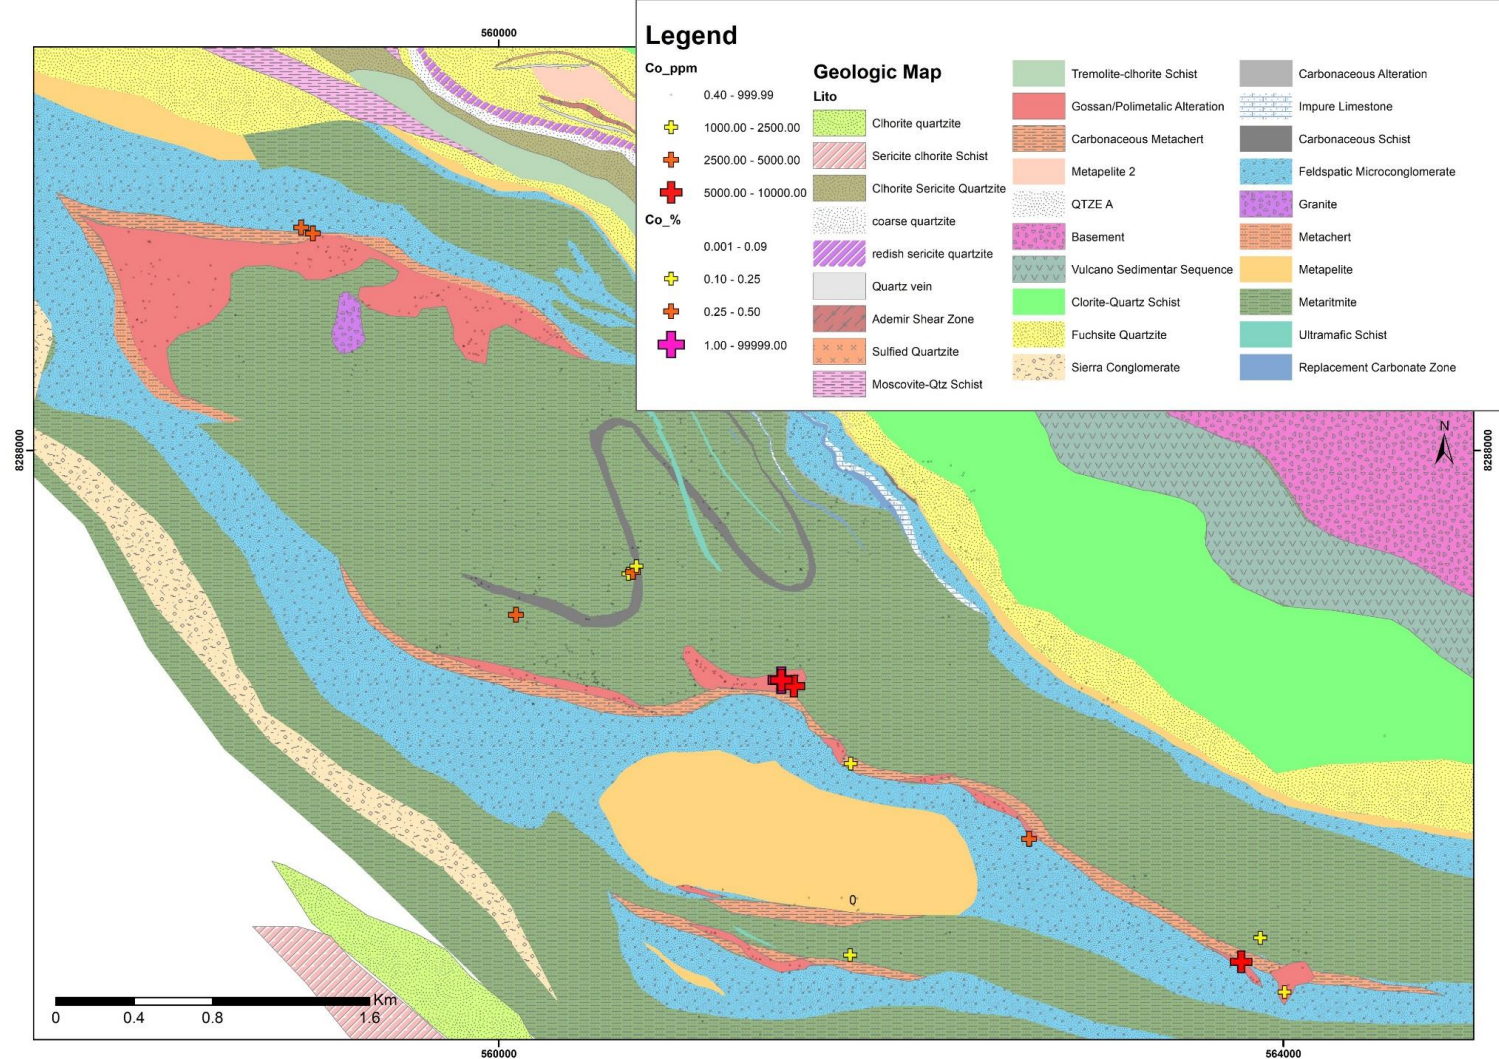 560000
Legend
Co_ppm
0.40 - 999.99
1000.00 - 2500.00
2500.00 - 5000.00
5000.00 - 10000.00
Co_%
0.001 - 0.09
0.10 - 0.25
0.25 - 0.50
1.00 - 99999.00
Geologic Map
Lito
Clhorite quartzite
Sericite clhorite Schist
Clhorite Sericite Quartzite
coarse quartzite
redish sericite quartzite
Quartz vein
Ademir Shear Zone
Sulfied Quartzite
Moscovite-Qtz Schist
Tremolite-clhorite Schist
Gossan/Polimetalic Alteration
Carbonaceous Metachert
Metapelite 2
QTZE A
Basement
Vulcano Sedimentar Sequence
Clorite-Quartz Schist
Fuchsite Quartzite
Sierra Conglomerate
Carbonaceous Alteration
Impure Limestone
Carbonaceous Schist
Feldspatic Microconglomerate
Granite
Metachert
Metapelite
Metaritmite
Ultramafic Schist
Replacement Carbonate Zone
8288000
N
8288000
0
Km
0 0.4 0.8 1.6
560000
564000